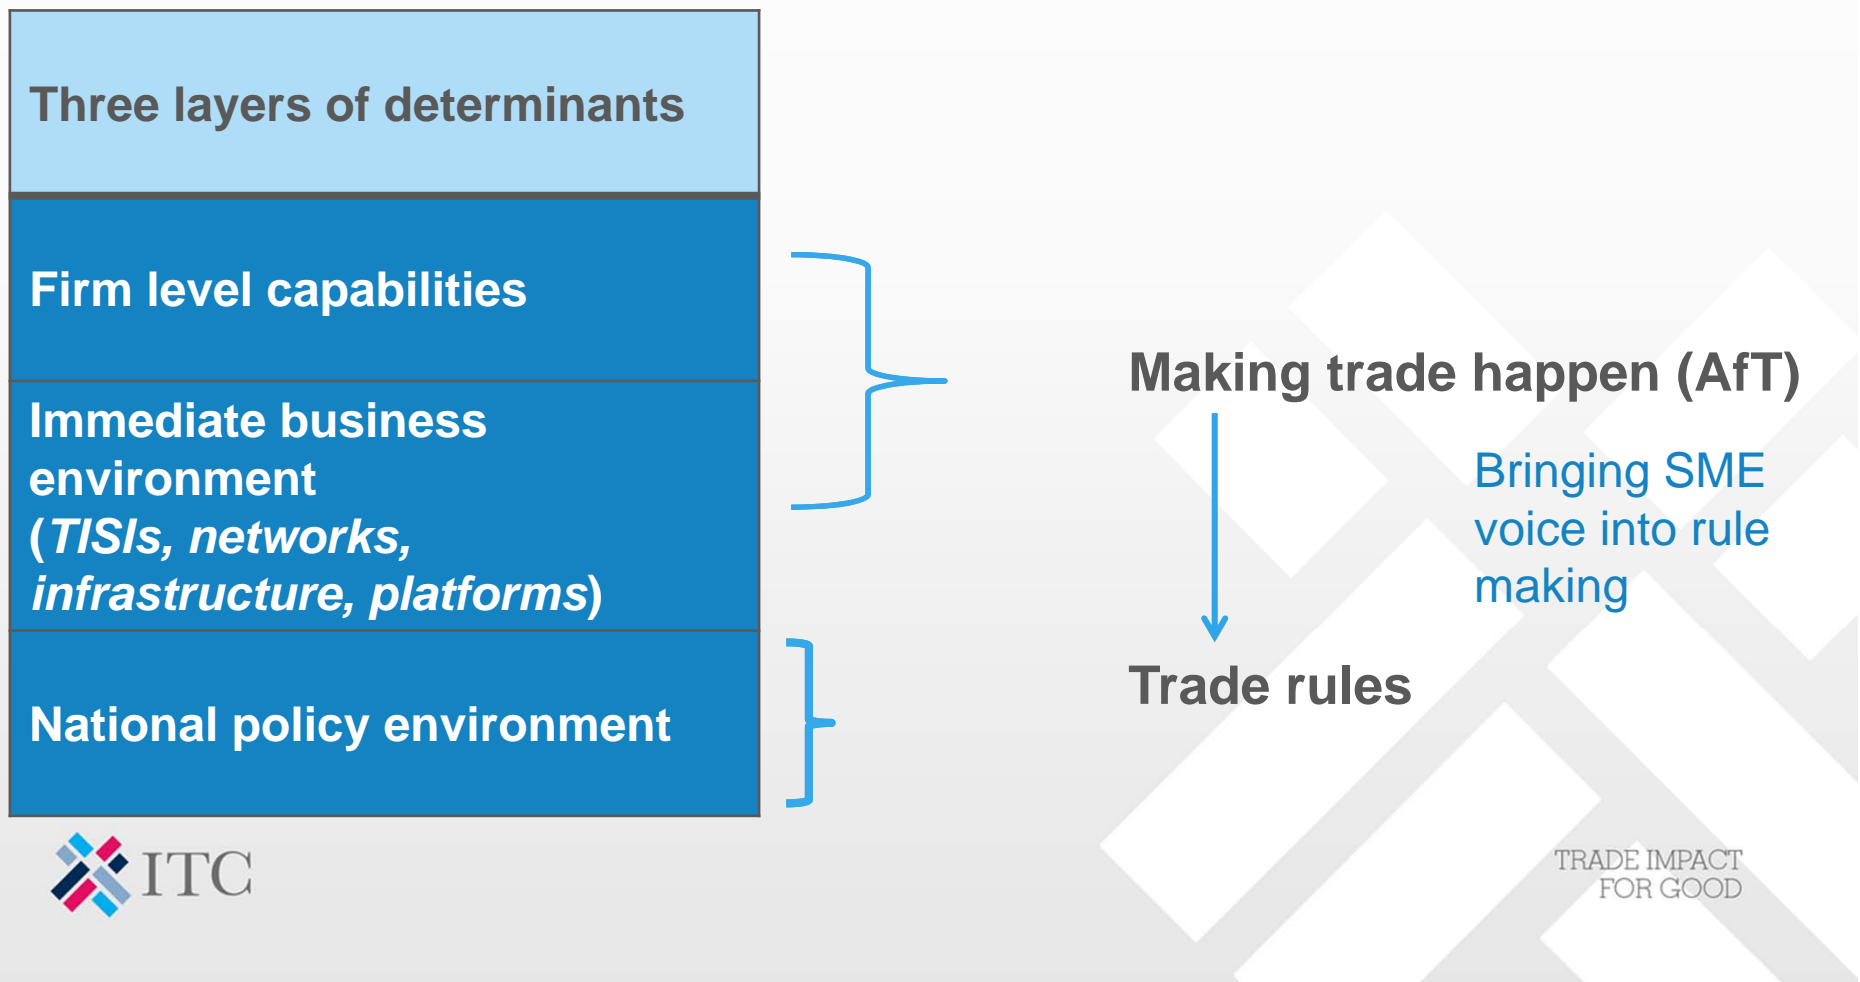 Three layers of determinants
Firm level capabilities
Immediate business
environment
(TISIs, networks,
infrastructure, platforms)
National policy environment
Making trade happen (AfT)
Bringing SME
voice into rule
making
Trade rules
ITC
TRADE IMPACT
FOR GOOD